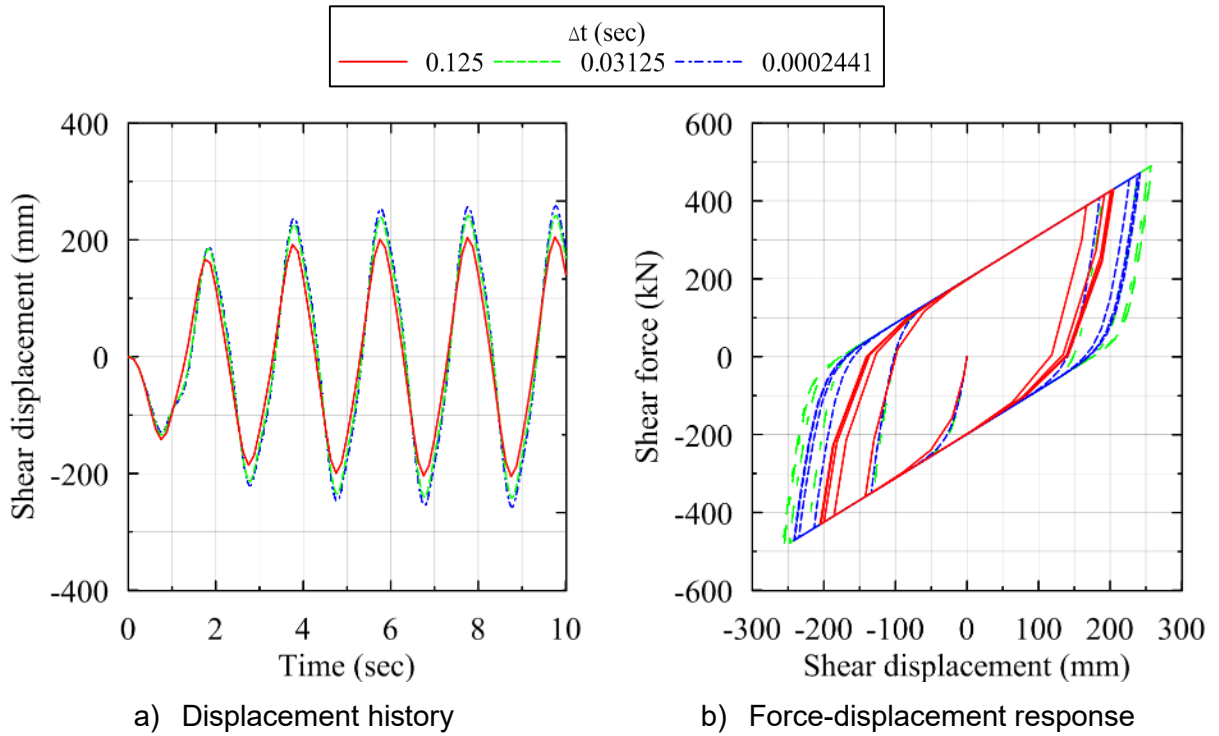 Δt (sec)
0.125 0.03125 0.0002441
400
200
0
-200
-400
Shear displacement (mm)
0 2 4 6 8 10
Time (sec)
a) Displacement history
600
400
200
0
-200
-400
-600
Shear force (kN)
-300 -200 -100 0 100 200 300
Shear displacement (mm)
b) Force-displacement response